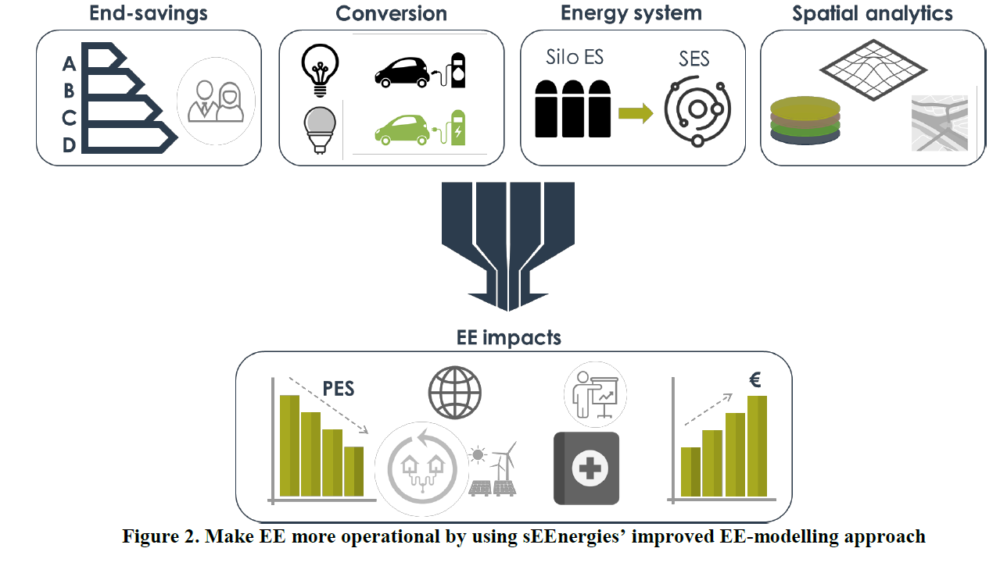 End-savings
Conversion
Energy system
Spatial analytics
A
B
C
D
Silo ES
SES
EE impacts
PES
€
Figure 2. Make EE more operational by using sEEnergies’ improved EE-modelling approach